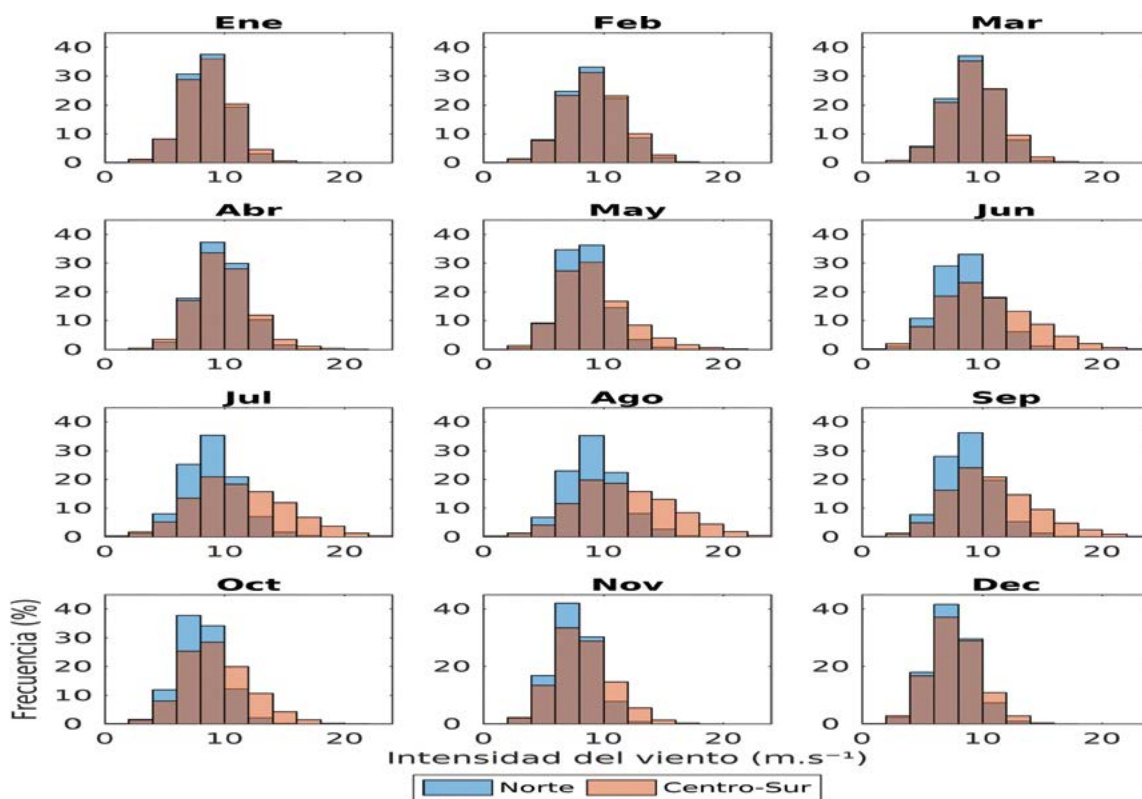 Ene Feb Mar
40 40 40
30 30 30
20 20 20
10 10 10
0 0 0
0 10 20 0 10 20 0 10 20
Abr May Jun
40 40 40
30 30 30
20 20 20
10 10 10
0 0 0
0 10 20 0 10 20 0 10 20
Jul Ago Sep
40 40 40
30 30 30
20 20 20
10 10 10
0 0 0
0 10 20 0 10 20 0 10 20
Oct Nov Dec
Frecuencia (%)
40 40 40
30 30
20 20 20
10 10
0 0 0
0 10 20 0 10 20 0 10 20
Intensidad del viento (m.s⁻¹)
Norte Centro-Sur